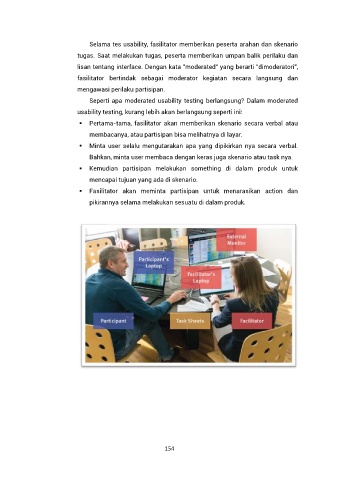 Selama tes usability, fasilitator memberikan peserta arahan dan skenario
tugas. Saat melakukan tugas, peserta memberikan umpan balik perilaku dan
lisan tentang interface. Dengan kata "moderated" yang berarti "dimoderatori",
fasilitator bertindak sebagai moderator kegiatan secara langsung dan
mengawasi perilaku partisipan.
Seperti apa moderated usability testing berlangsung? Dalam moderated
usability testing, kurang lebih akan berlangsung seperti ini:
• Pertama-tama, fasilitator akan memberikan skenario secara verbal atau
membacanya, atau partisipan bisa melihatnya di layar.
• Minta user selalu mengutarakan apa yang dipikirkan nya secara verbal.
Bahkan, minta user membaca dengan keras juga skenario atau task nya.
• Kemudian partisipan melakukan something di dalam produk untuk
mencapai tujuan yang ada di skenario.
• Fasilitator akan meminta partisipan untuk menarasikan action dan
pikirannya selama melakukan sesuatu di dalam produk.
External
Monitor
Participant's
Laptop
Facilitator's
Laptop
Participant
Task Sheets
Facilitator
154